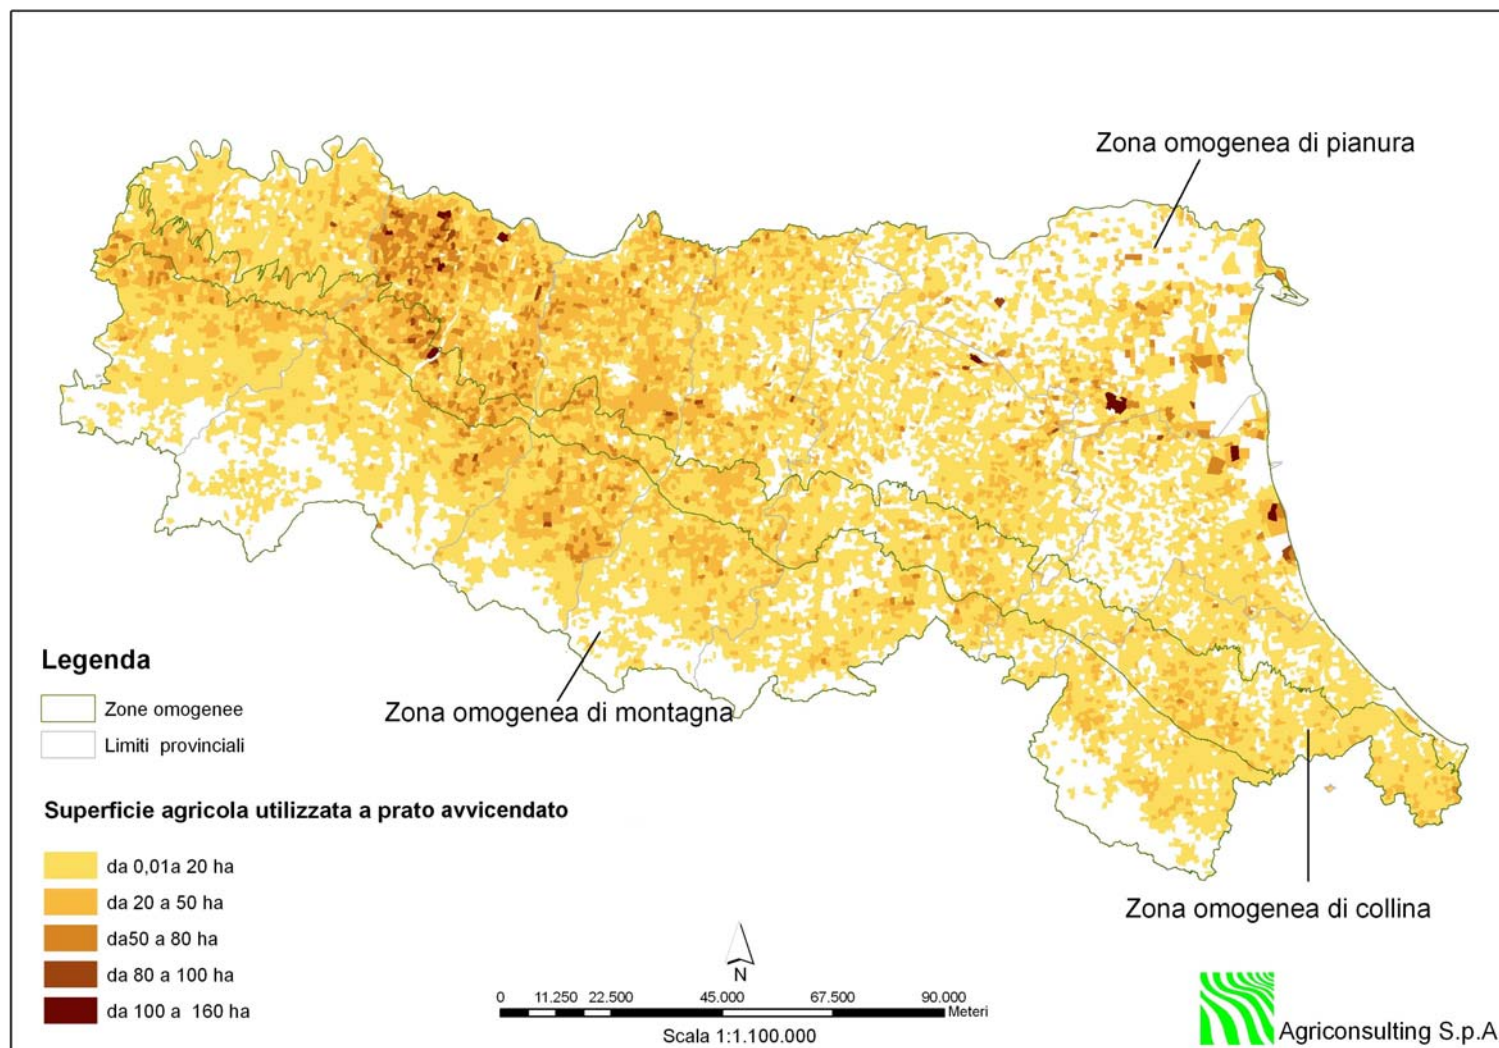 Zona omogenea di pianura
Legenda
Zone omogenee
Limiti provinciali
Zona omogenea di montagna
Superficie agricola utilizzata a prato avvicendato
da 0,01a 20 ha
da 20 a 50 ha
da50 a 80 ha
da 80 a 100 ha
da 100 a 160 ha
Zona omogenea di collina
N
0 11.250 22.500 45.000 67.500 90.000
Meteri
Scala 1:1.100.000
Agriconsulting S.p.A